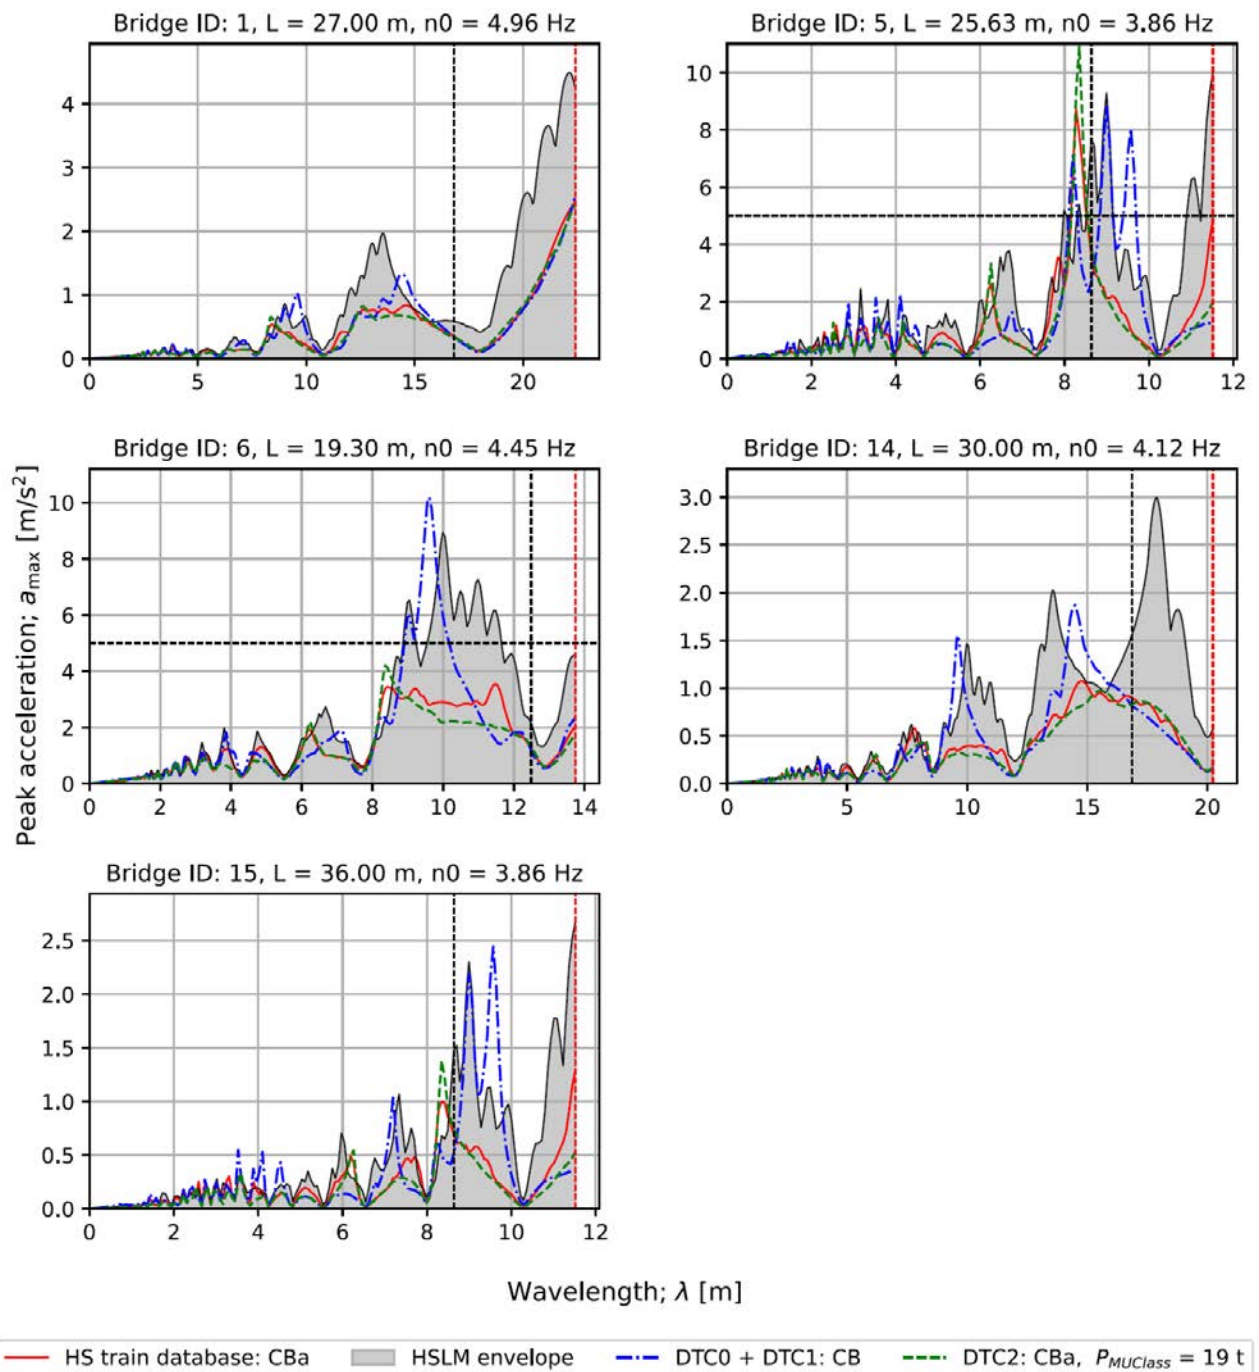 Bridge ID: 1, L = 27.00 m, n0 = 4.96 Hz
4
3
2
1
0
0 5 10 15 20
Bridge ID: 5, L = 25.63 m, n0 = 3.86 Hz
10
8
6
4
2
0
0 2 4 6 8 10 12
Peak acceleration; a_max [m/s²]
Bridge ID: 6, L = 19.30 m, n0 = 4.45 Hz
10
8
6
4
2
0
0 2 4 6 8 10 12 14
Bridge ID: 14, L = 30.00 m, n0 = 4.12 Hz
3.0
2.5
2.0
1.5
1.0
0.5
0.0
0 5 10 15 20
Bridge ID: 15, L = 36.00 m, n0 = 3.86 Hz
2.5
2.0
1.5
1.0
0.5
0.0
0 2 4 6 8 10 12
Wavelength; λ [m]
HS train database: CBa HSLM envelope DTC0 + DTC1: CB DTC2: CBa, P_MUClass = 19 t